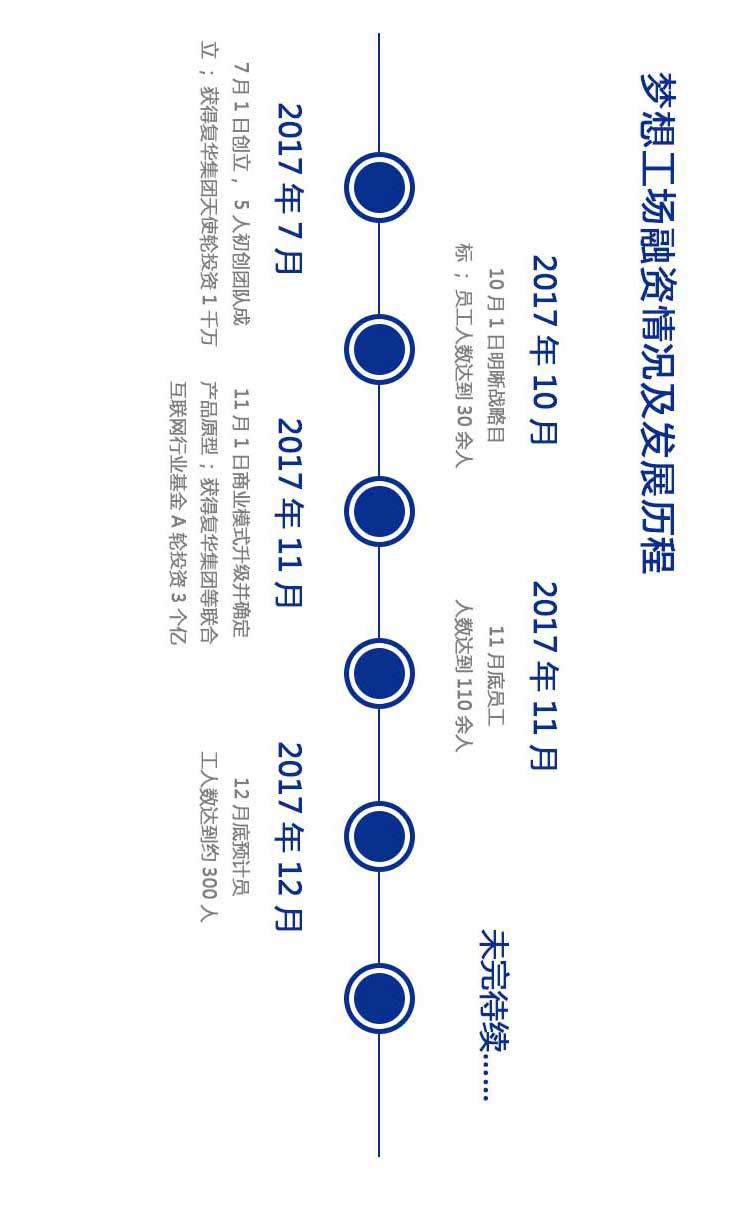 梦想工场融资情况及发展历程
2017 年 7 月
7 月 1 日创立， 5 人初创团队成
立 ；获得复华集团天使轮投资 1 千万
2017 年 10 月
10 月 1 日明晰战略目
标 ；员工人数达到 30 余人
2017 年 11 月
11 月 1 日商业模式升级并确定
产品原型 ；获得复华集团等联合
互联网行业基金 A 轮投资 3 个亿
2017 年 11 月
11 月底员工
人数达到 110 余人
2017 年 12 月
12 月底预计员
工人数达到约 300 人
未完待续……